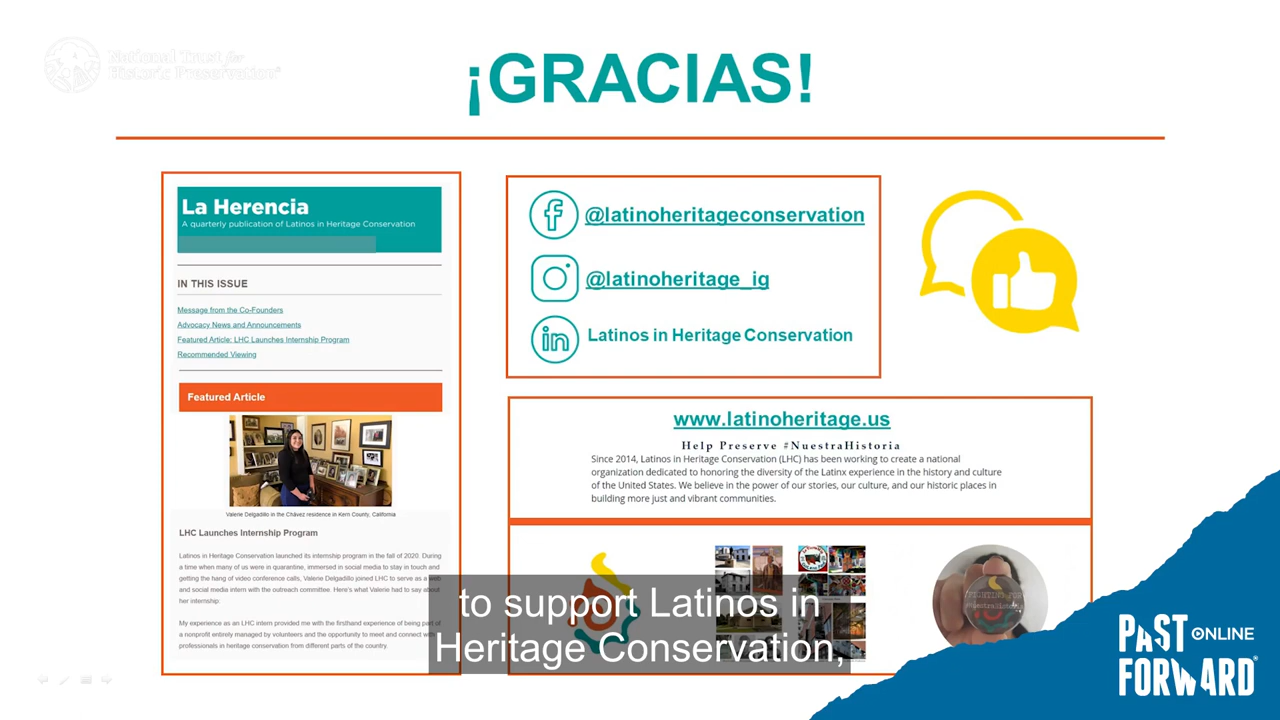 National Trust for
Historic Preservation®
¡GRACIAS!
La Herencia
A quarterly publication of Latinos in Heritage Conservation
IN THIS ISSUE
Message from the Co-Founders
Advocacy News and Announcements
Featured Article: LHC Launches Internship Program
Recommended Viewing
Featured Article
Valerie Delgadillo in the Chávez residence in Kern County, California
LHC Launches Internship Program
Latinos in Heritage Conservation launched its internship program in the fall of 2020. During
a time when many of us were in quarantine, immersed in social media to stay in touch and
getting the hang of video conference calls, Valerie Delgadillo joined LHC to serve as a web
and social media intern with the outreach committee. Here's what Valerie had to say about
her internship.
My experience as an LHC intern provided me with the firsthand experience of being part of
a nonprofit entirely managed by volunteers and the opportunity to meet and connect with
professionals in heritage conservation from different parts of the country.
@latinoheritageconservation
@latinoheritage_ig
in
Latinos in Heritage Conservation
www.latinoheritage.us
Help Preserve #NuestraHistoria
Since 2014, Latinos in Heritage Conservation (LHC) has been working to create a national
organization dedicated to honoring the diversity of the Latinx experience in the history and culture
of the United States. We believe in the power of our stories, our culture, and our historic places in
building more just and vibrant communities.
FIGHTING FOR
#NuestraHistoria
to support Latinos in
Heritage Conservation,
PAST ONLINE
FORWARD®